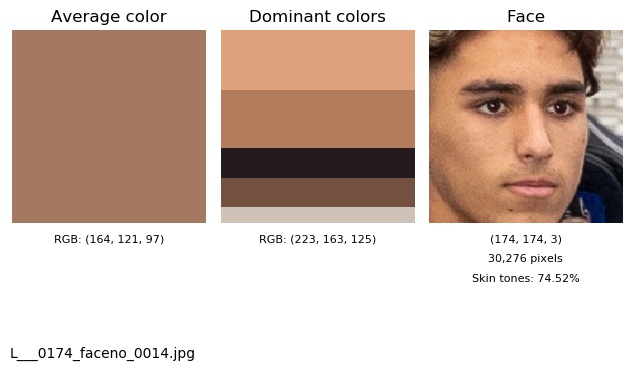 Average color
Dominant colors
Face
RGB: (164, 121, 97)
RGB: (223, 163, 125)
(174, 174, 3)
30,276 pixels
Skin tones: 74.52%
L___0174_faceno_0014.jpg